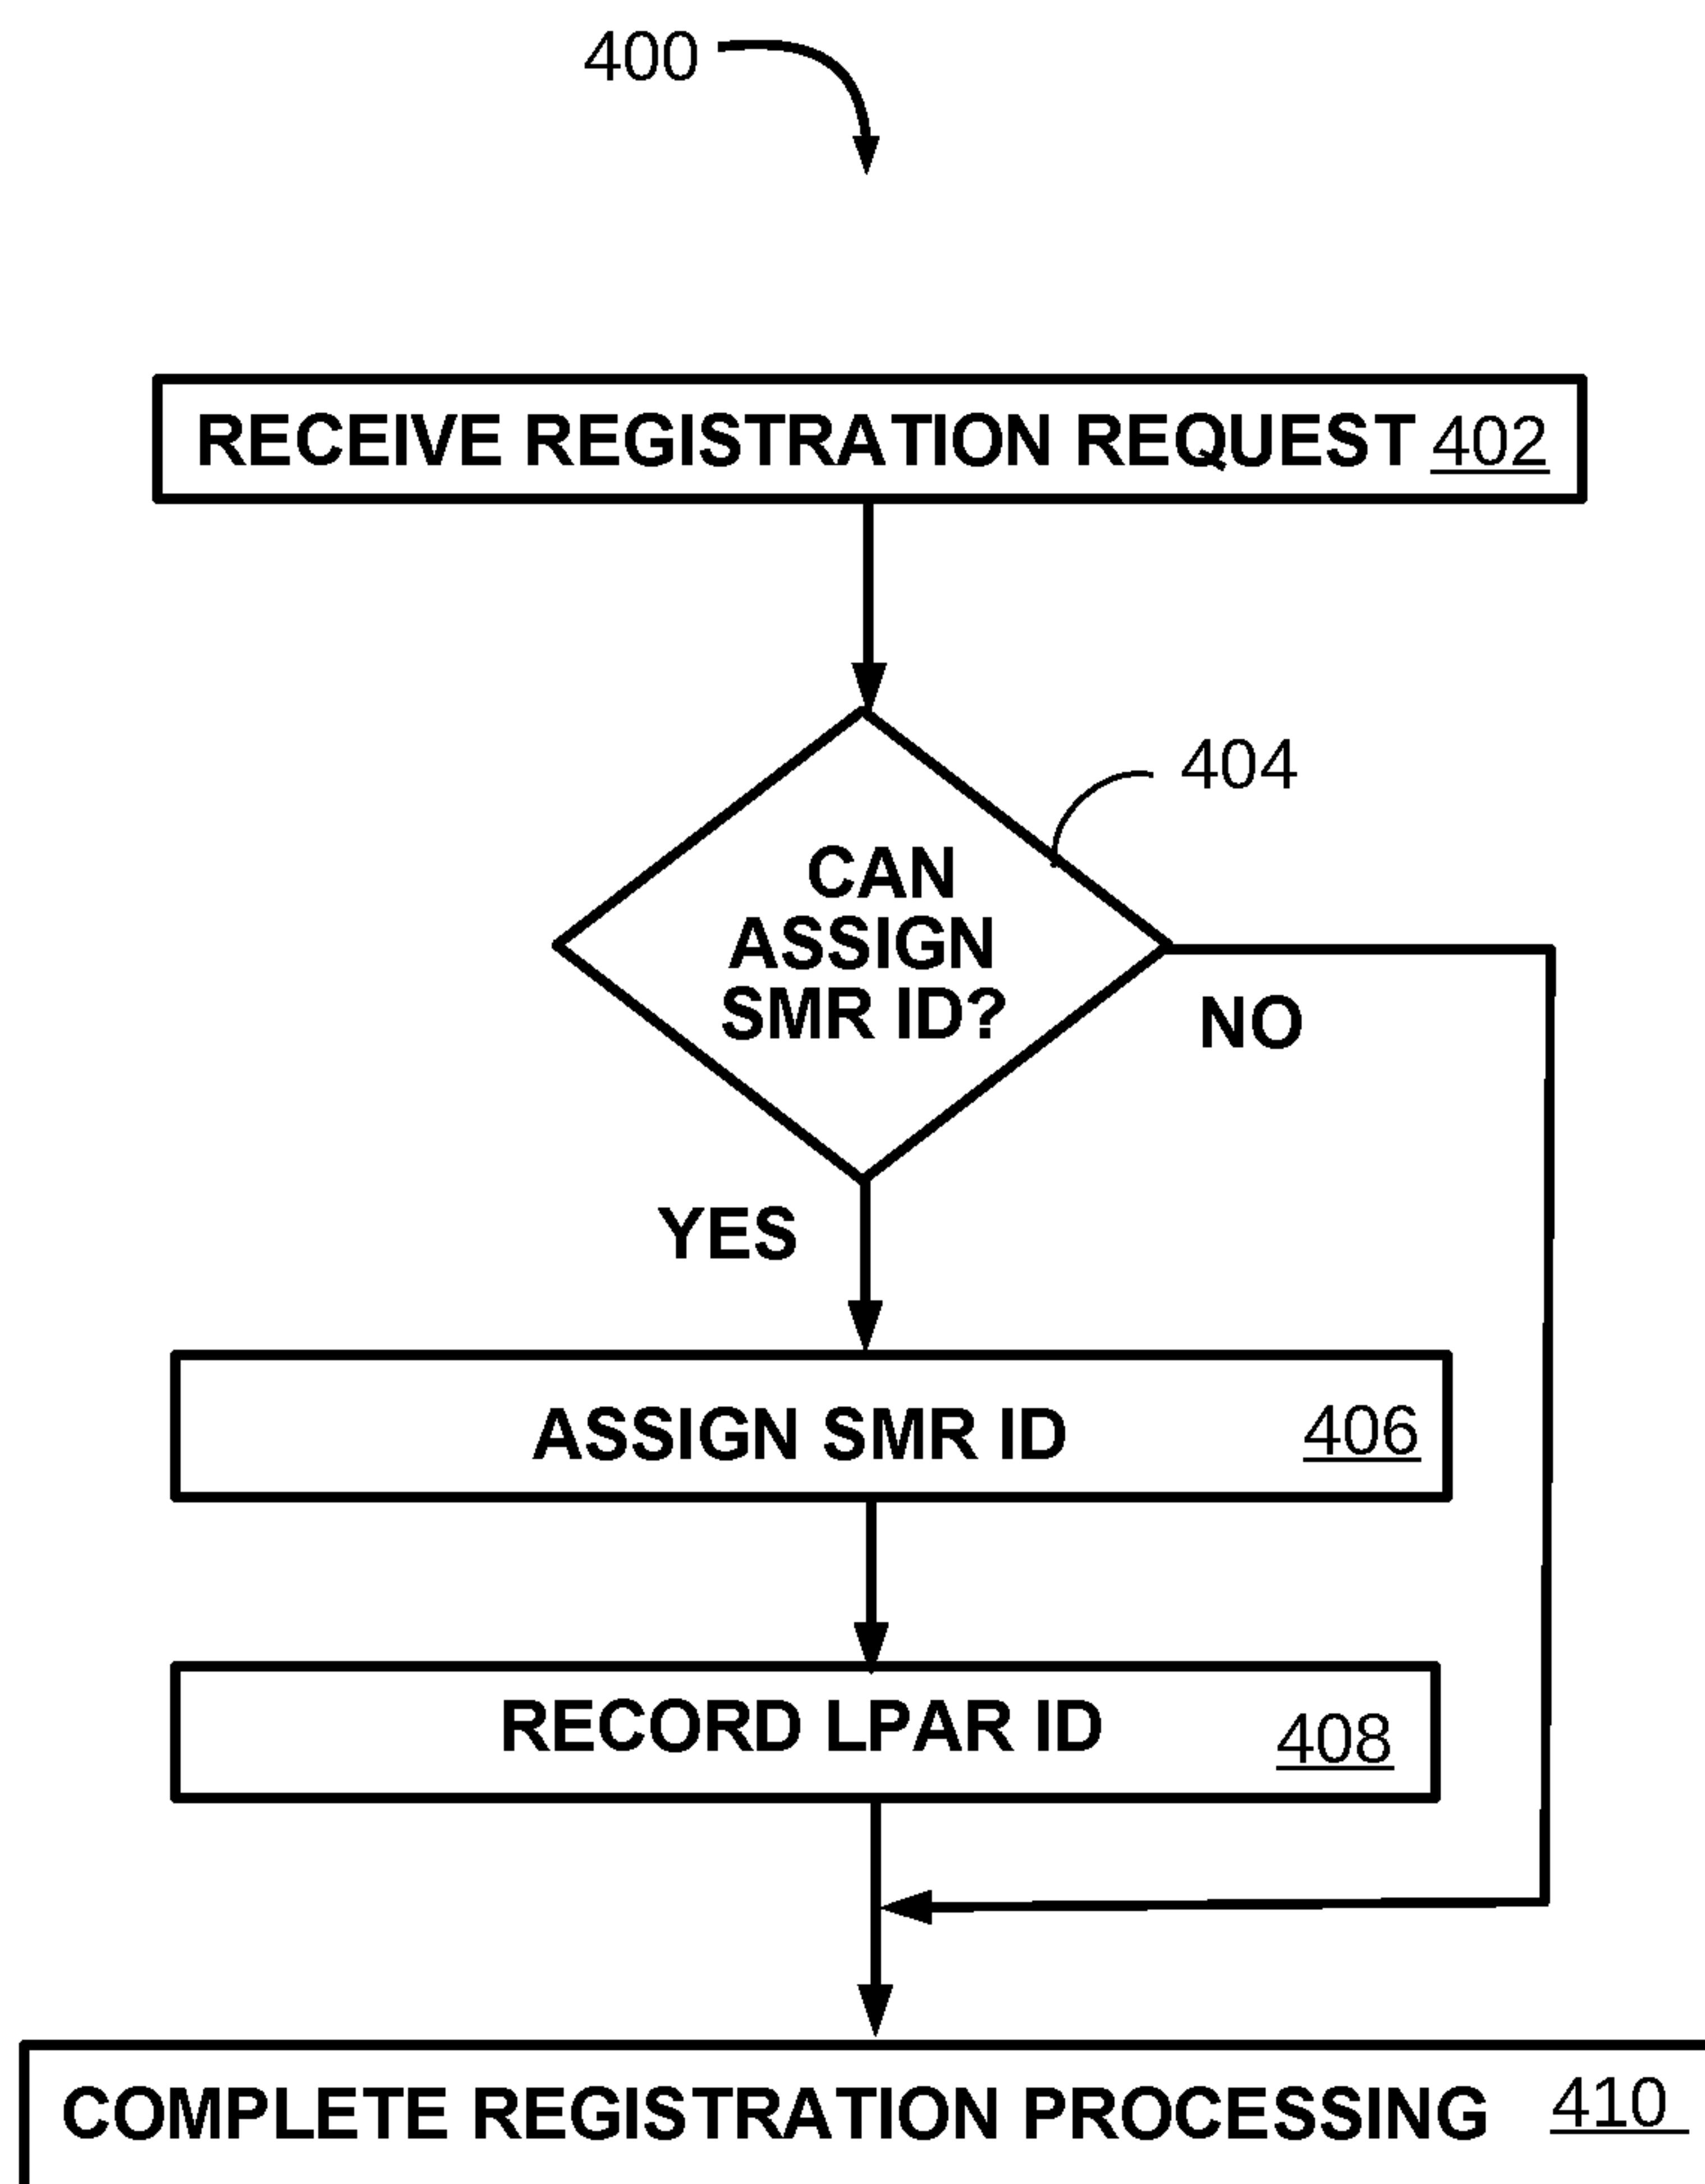 400
RECEIVE REGISTRATION REQUEST 402
404
CAN
ASSIGN
SMR ID?
NO
YES
ASSIGN SMR ID 406
RECORD LPAR ID 408
COMPLETE REGISTRATION PROCESSING 410